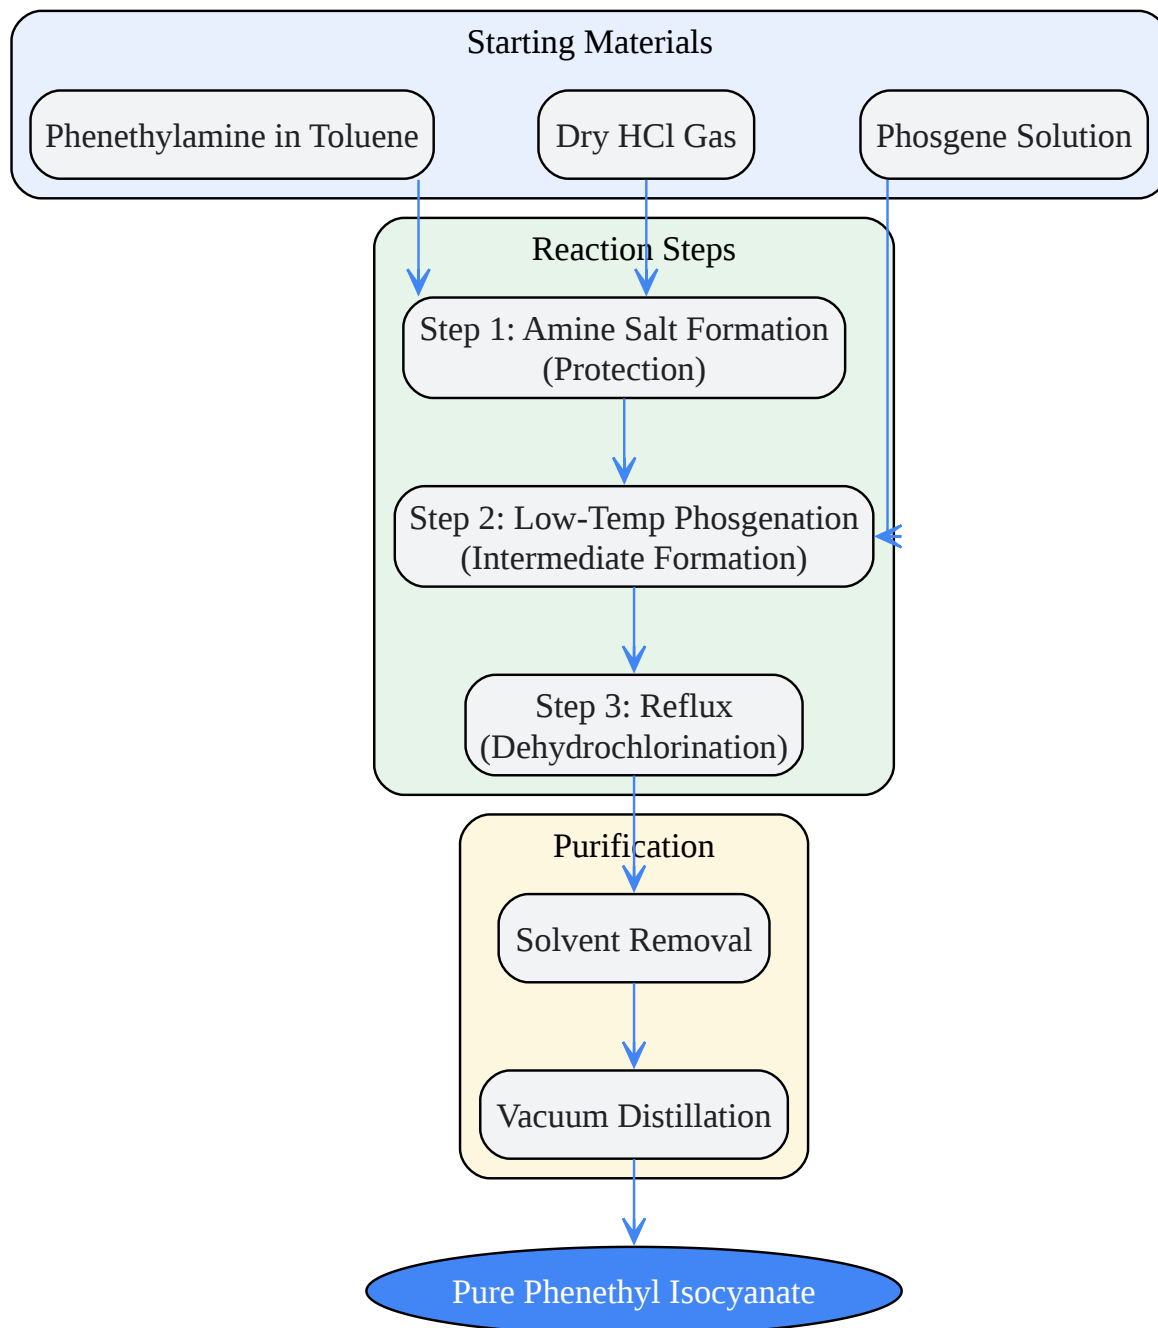 Starting Materials
Phenethylamine in Toluene
Dry HCl Gas
Phosgene Solution
Reaction Steps
Step 1: Amine Salt Formation
(Protection)
Step 2: Low-Temp Phosgenation
(Intermediate Formation)
Step 3: Reflux
(Dehydrochlorination)
Purification
Solvent Removal
Vacuum Distillation
Pure Phenethyl Isocyanate